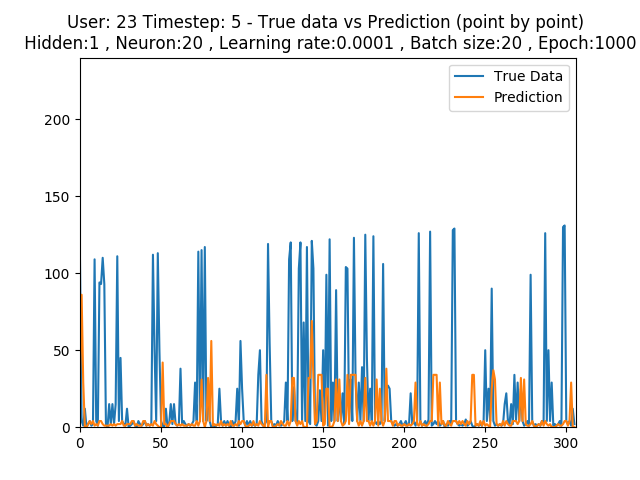 User: 23 Timestep: 5 - True data vs Prediction (point by point)
Hidden:1 , Neuron:20 , Learning rate:0.0001 , Batch size:20 , Epoch:1000
True Data
Prediction
200
150
100
50
0
0 50 100 150 200 250 300